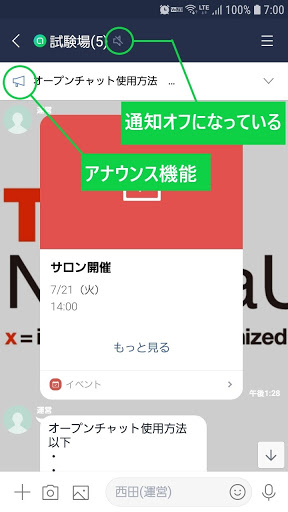 LTE 100% 7:00
試験場(5)
通知オフになっている
オープンチャット使用方法 ...
アナウンス機能
運営
サロン開催
7/21（火）
14:00
もっと見る
x=i
nized
イベント
午後1:28
運営
オープンチャット使用方法
以下
・
・
西田(運営)